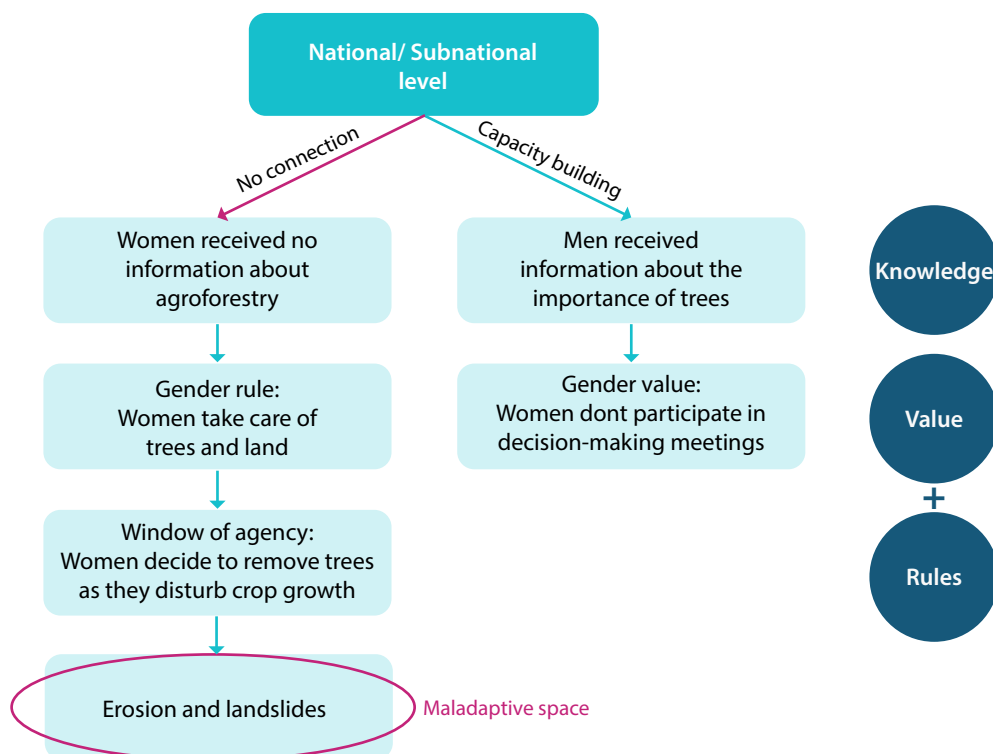 National/ Subnational
level
No connection
Capacity building
Women received no
information about
agroforestry
Men received
information about the
importance of trees
Knowledge
Gender rule:
Women take care of
trees and land
Gender value:
Women dont participate in
decision-making meetings
Value
+
Window of agency:
Women decide to remove trees
as they disturb crop growth
Rules
Erosion and landslides
Maladaptive space